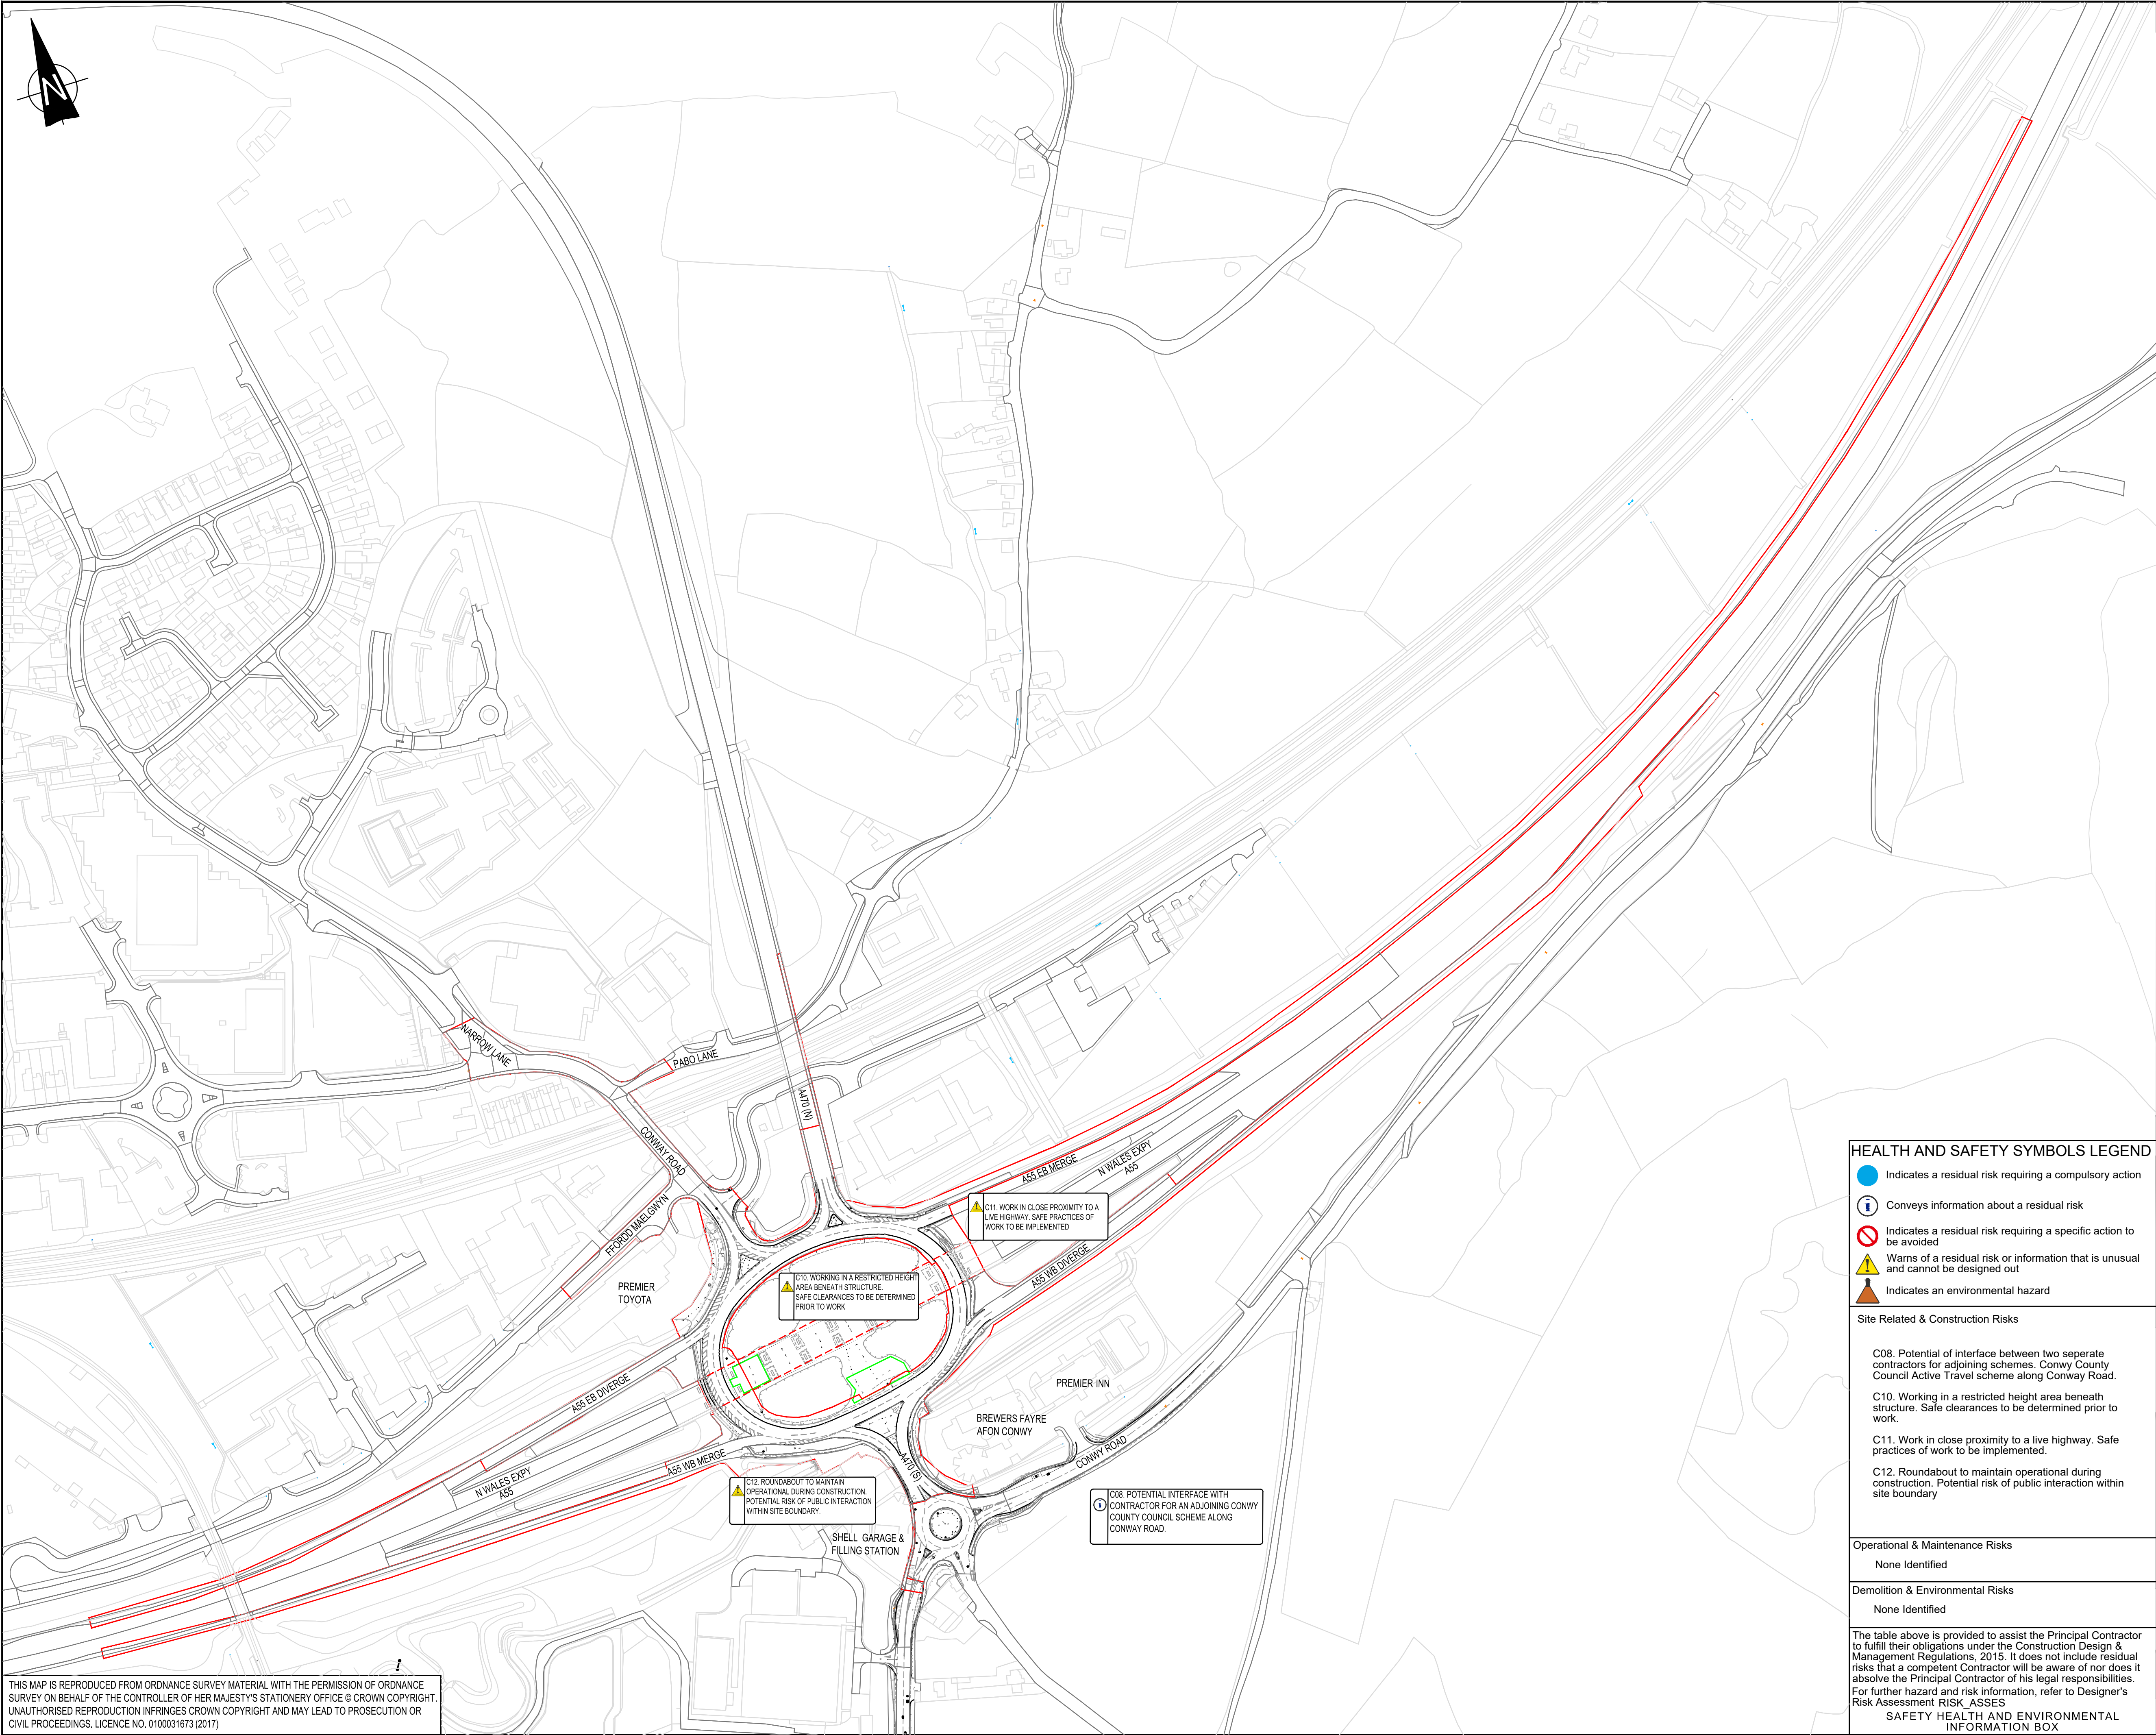 N
NARROW LANE
PABO LANE
A470 (N)
CONWAY ROAD
FFORDD MAELGWYN
PREMIER
TOYOTA
A55 EB MERGE
N WALES EXPY
A55
C11. WORK IN CLOSE PROXIMITY TO A
LIVE HIGHWAY. SAFE PRACTICES OF
WORK TO BE IMPLEMENTED
A55 WB DIVERGE
C10. WORKING IN A RESTRICTED HEIGHT
AREA BENEATH STRUCTURE.
SAFE CLEARANCES TO BE DETERMINED
PRIOR TO WORK
PREMIER INN
BREWERS FAYRE
AFON CONWY
A55 EB DIVERGE
CONWY ROAD
A470 (S)
A55 WB MERGE
N WALES EXPY
A55
C12. ROUNDABOUT TO MAINTAIN
OPERATIONAL DURING CONSTRUCTION.
POTENTIAL RISK OF PUBLIC INTERACTION
WITHIN SITE BOUNDARY.
C08. POTENTIAL INTERFACE WITH
CONTRACTOR FOR AN ADJOINING CONWY
COUNTY COUNCIL SCHEME ALONG
CONWAY ROAD.
SHELL GARAGE &
FILLING STATION
THIS MAP IS REPRODUCED FROM ORDNANCE SURVEY MATERIAL WITH THE PERMISSION OF ORDNANCE
SURVEY ON BEHALF OF THE CONTROLLER OF HER MAJESTY'S STATIONERY OFFICE © CROWN COPYRIGHT.
UNAUTHORISED REPRODUCTION INFRINGES CROWN COPYRIGHT AND MAY LEAD TO PROSECUTION OR
CIVIL PROCEEDINGS. LICENCE NO. 0100031673 (2017)
HEALTH AND SAFETY SYMBOLS LEGEND
Indicates a residual risk requiring a compulsory action
Conveys information about a residual risk
Indicates a residual risk requiring a specific action to
be avoided
Warns of a residual risk or information that is unusual
and cannot be designed out
Indicates an environmental hazard
Site Related & Construction Risks
C08. Potential of interface between two seperate
contractors for adjoining schemes. Conwy County
Council Active Travel scheme along Conway Road.
C10. Working in a restricted height area beneath
structure. Safe clearances to be determined prior to
work.
C11. Work in close proximity to a live highway. Safe
practices of work to be implemented.
C12. Roundabout to maintain operational during
construction. Potential risk of public interaction within
site boundary
Operational & Maintenance Risks
None Identified
Demolition & Environmental Risks
None Identified
The table above is provided to assist the Principal Contractor
to fulfill their obligations under the Construction Design &
Management Regulations, 2015. It does not include residual
risks that a competent Contractor will be aware of nor does it
absolve the Principal Contractor of his legal responsibilities.
For further hazard and risk information, refer to Designer's
Risk Assessment RISK_ASSES
SAFETY HEALTH AND ENVIRONMENTAL
INFORMATION BOX